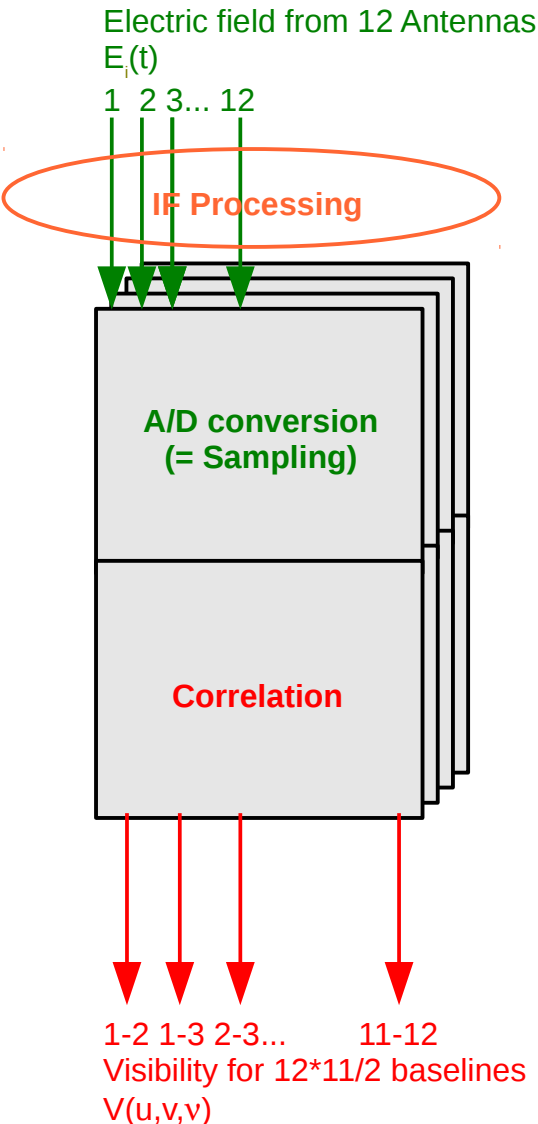 Electric field from 12 Antennas
Eᵢ(t)
1 2 3... 12
IF Processing
A/D conversion
(= Sampling)
Correlation
1-2 1-3 2-3... 11-12
Visibility for 12*11/2 baselines
V(u,v,ν)